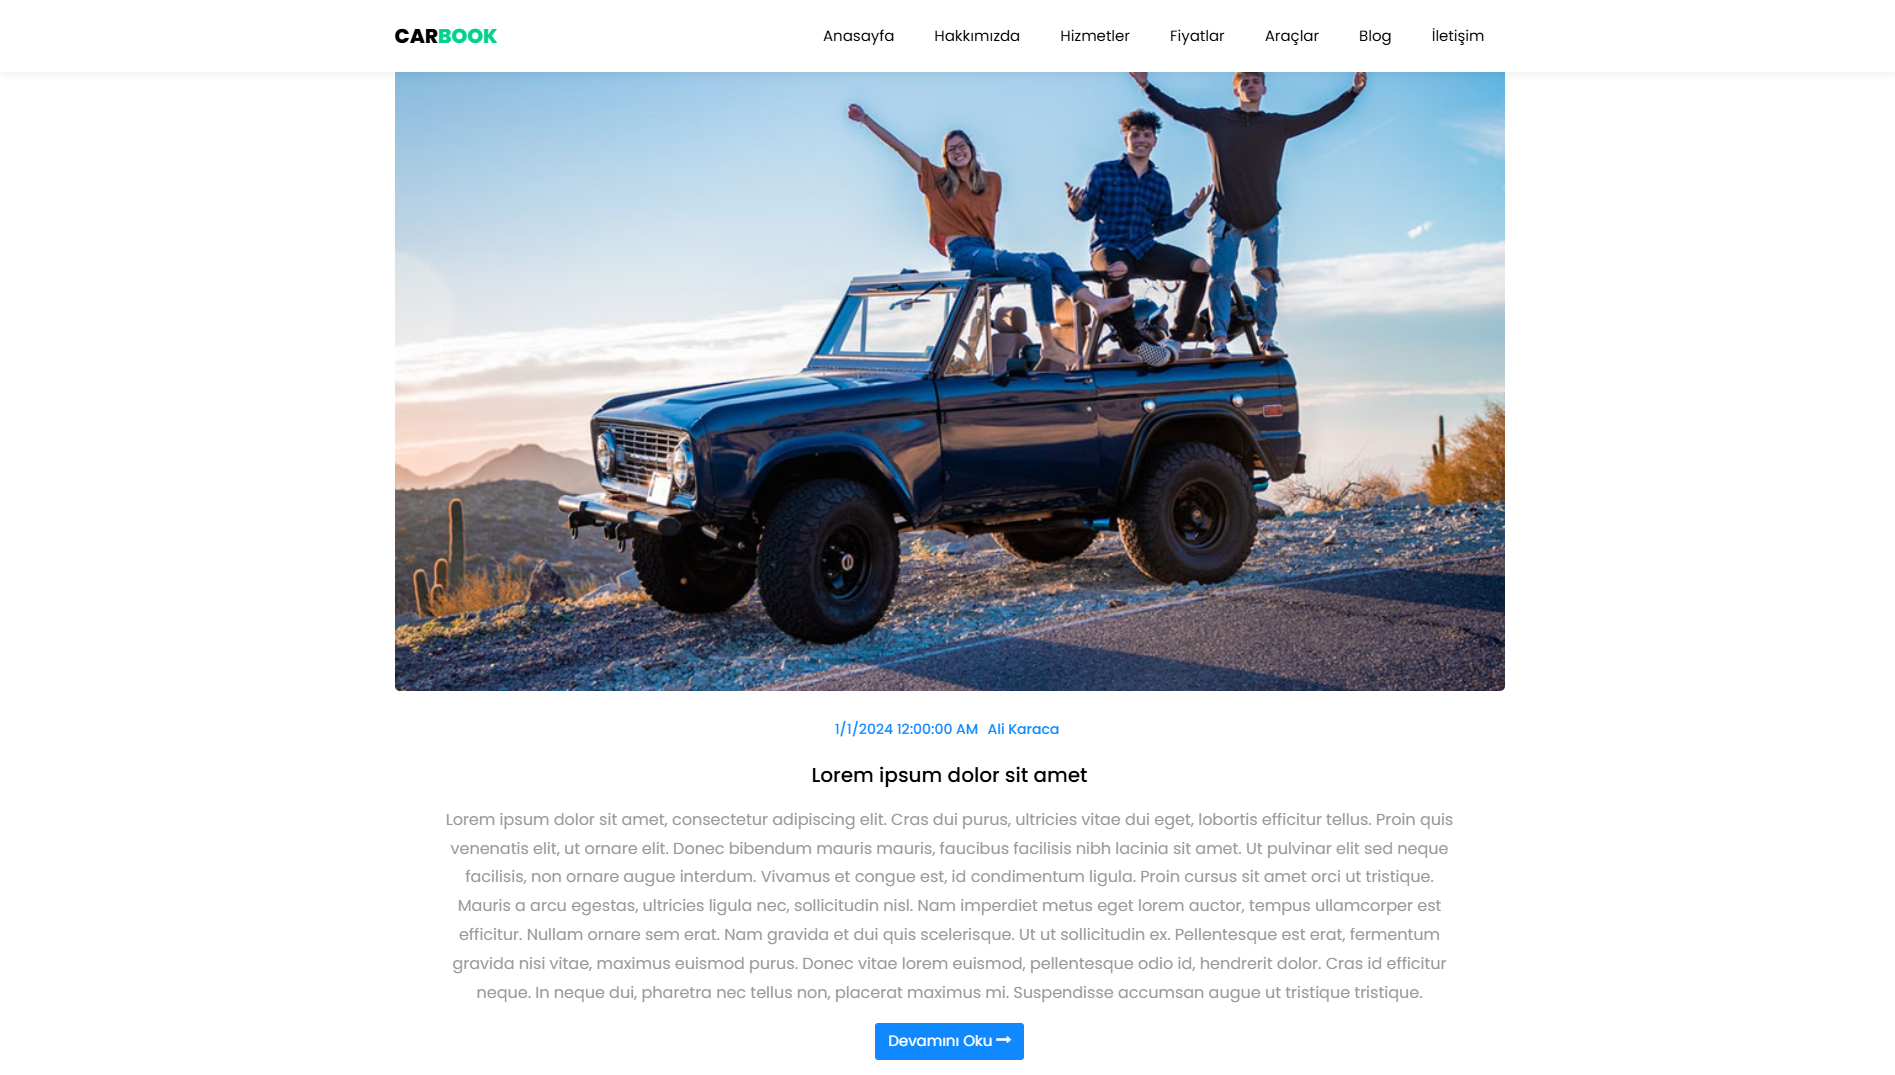 CARBOOK Anasayfa Hakkımızda Hizmetler Fiyatlar Araçlar Blog İletişim
1/1/2024 12:00:00 AM Ali Karaca
Lorem ipsum dolor sit amet
Lorem ipsum dolor sit amet, consectetur adipiscing elit. Cras dui purus, ultricies vitae dui eget, lobortis efficitur tellus. Proin quis
venenatis elit, ut ornare elit. Donec bibendum mauris mauris, faucibus facilisis nibh lacinia sit amet. Ut pulvinar elit sed neque
facilisis, non ornare augue interdum. Vivamus et congue est, id condimentum ligula. Proin cursus sit amet orci ut tristique.
Mauris a arcu egestas, ultricies ligula nec, sollicitudin nisl. Nam imperdiet metus eget lorem auctor, tempus ullamcorper est
efficitur. Nullam ornare sem erat. Nam gravida et dui quis scelerisque. Ut ut sollicitudin ex. Pellentesque est erat, fermentum
gravida nisi vitae, maximus euismod purus. Donec vitae lorem euismod, pellentesque odio id, hendrerit dolor. Cras id efficitur
neque. In neque dui, pharetra nec tellus non, placerat maximus mi. Suspendisse accumsan augue ut tristique tristique.
Devamını Oku